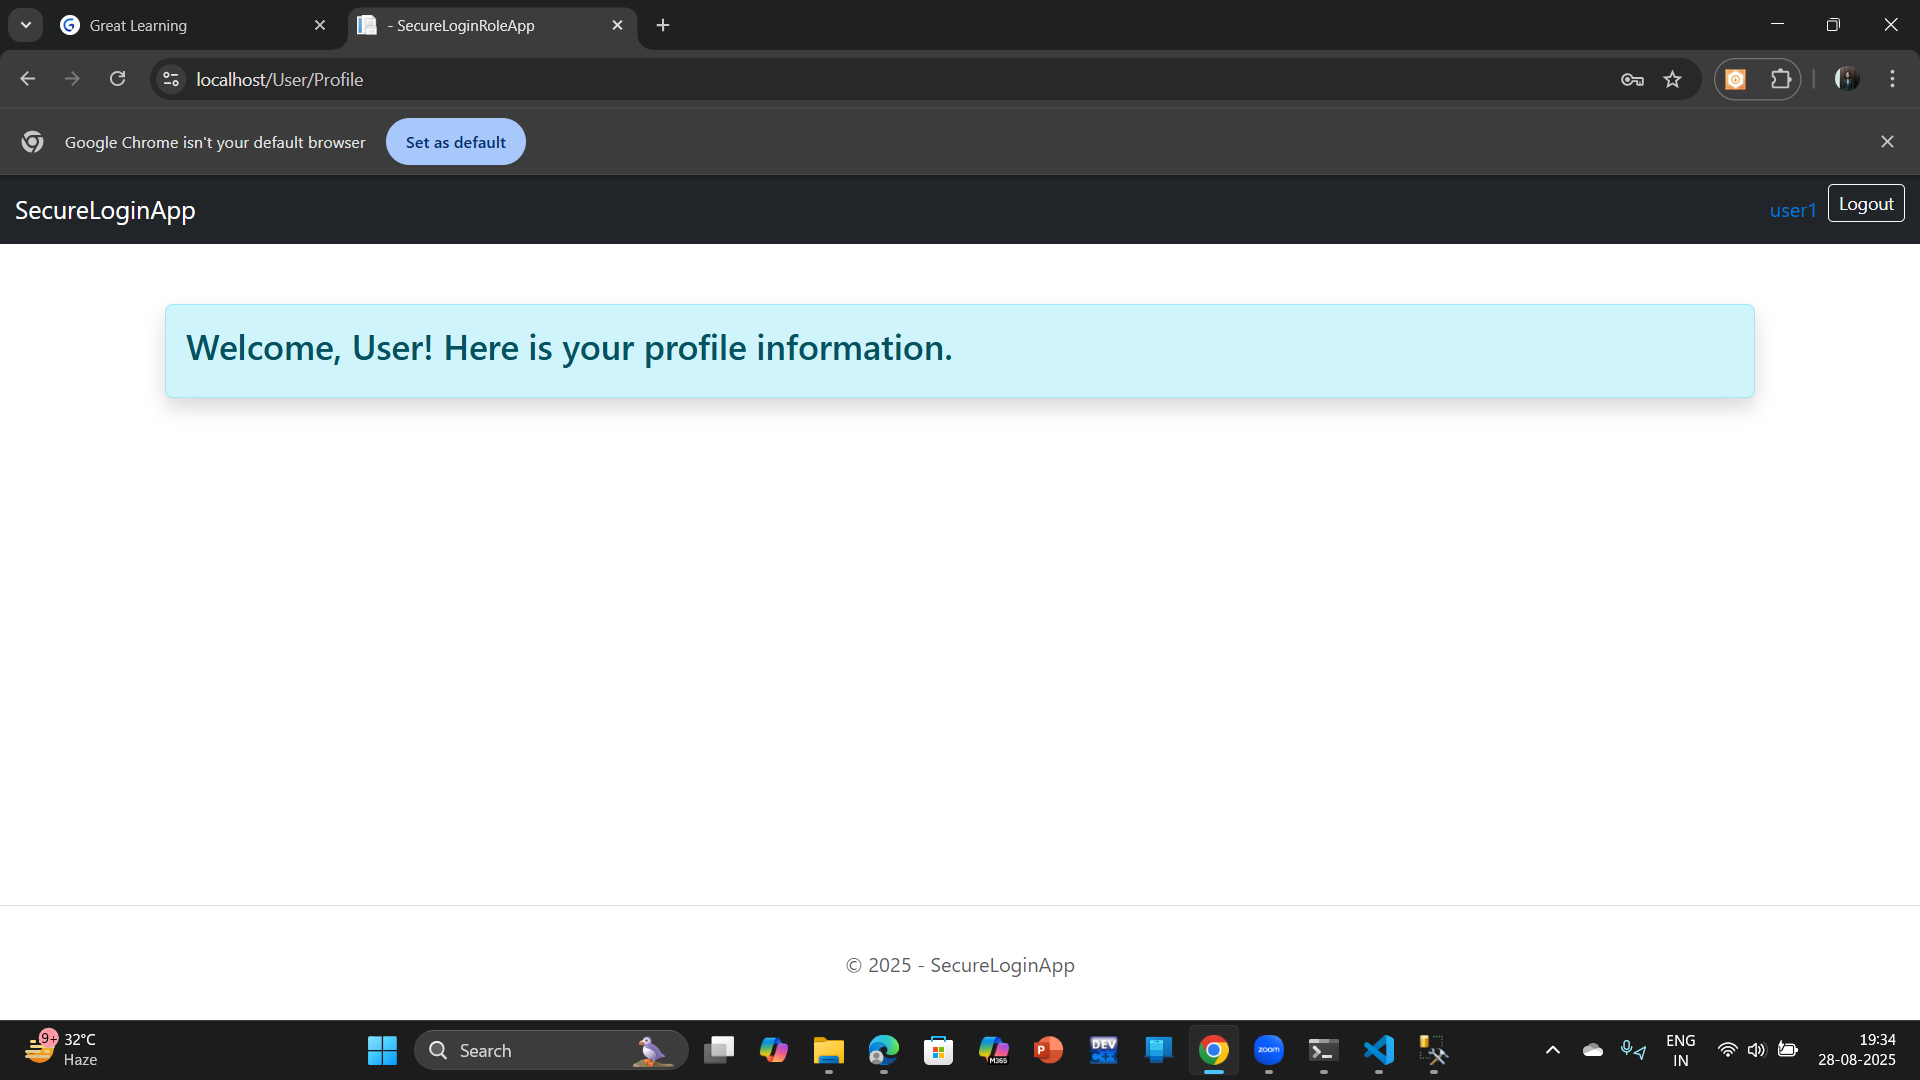 Great Learning
- SecureLoginRoleApp
localhost/User/Profile
Google Chrome isn't your default browser
Set as default
SecureLoginApp
user1
Logout
Welcome, User! Here is your profile information.
© 2025 - SecureLoginApp
9+
32°C
Haze
Search
M365
P
DEV
C++
zoom
ENG
IN
19:34
28-08-2025